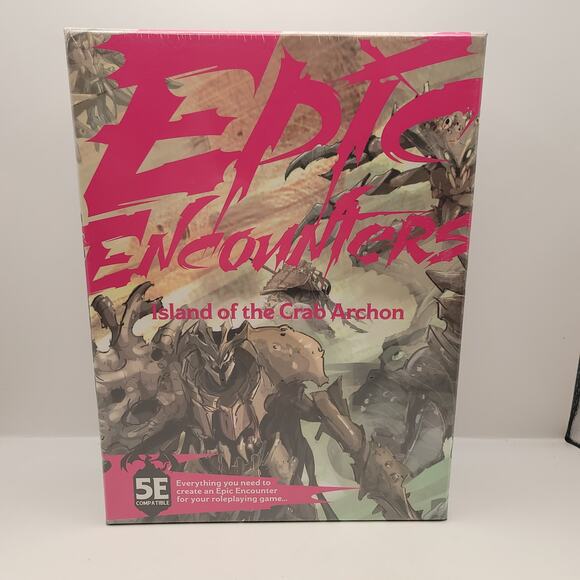 EPIC
ENCOUNTERS
Island of the Crab Archon
5E
COMPATIBLE
Everything you need to
create an Epic Encounter
for your roleplaying game...